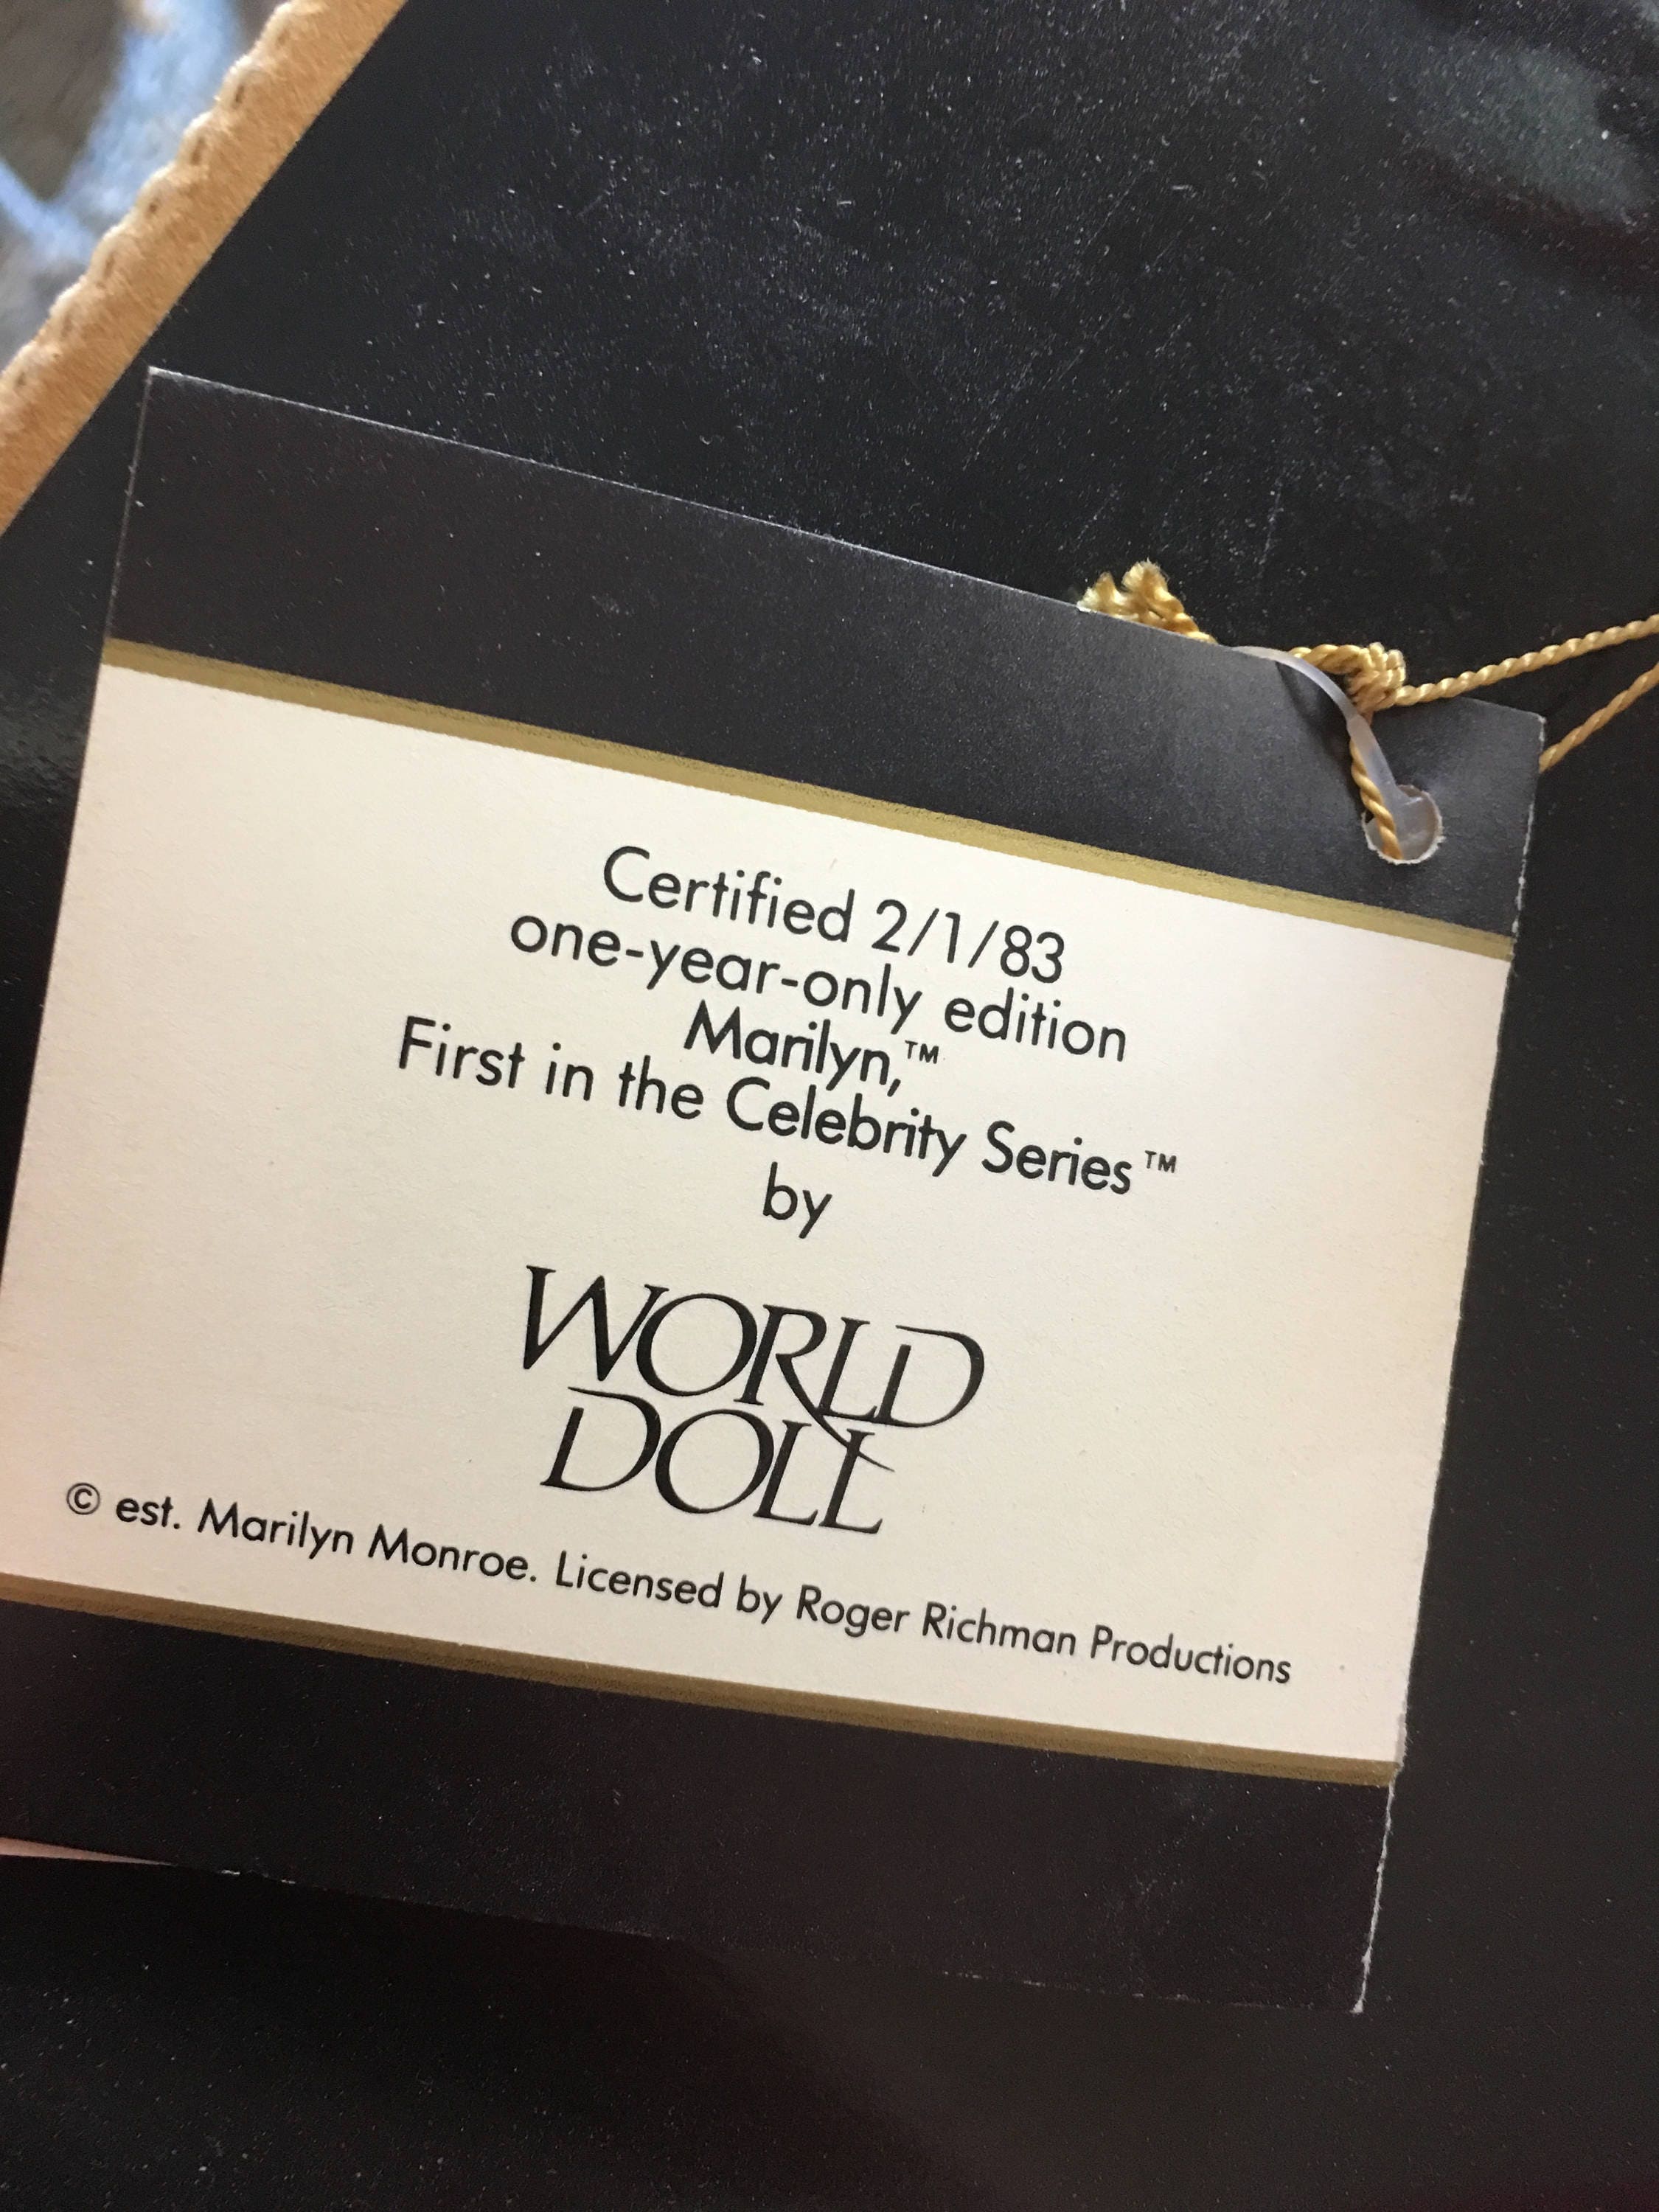 Certified 2/1/83
one-year-only edition
Marilyn,™
First in the Celebrity Series™
by
WORLD
DOLL
© est. Marilyn Monroe. Licensed by Roger Richman Productions